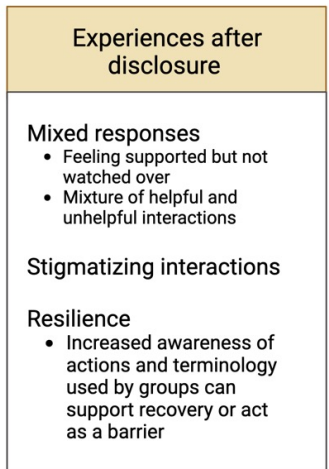 Experiences after
disclosure
Mixed responses
• Feeling supported but not
watched over
• Mixture of helpful and
unhelpful interactions
Stigmatizing interactions
Resilience
• Increased awareness of
actions and terminology
used by groups can
support recovery or act
as a barrier